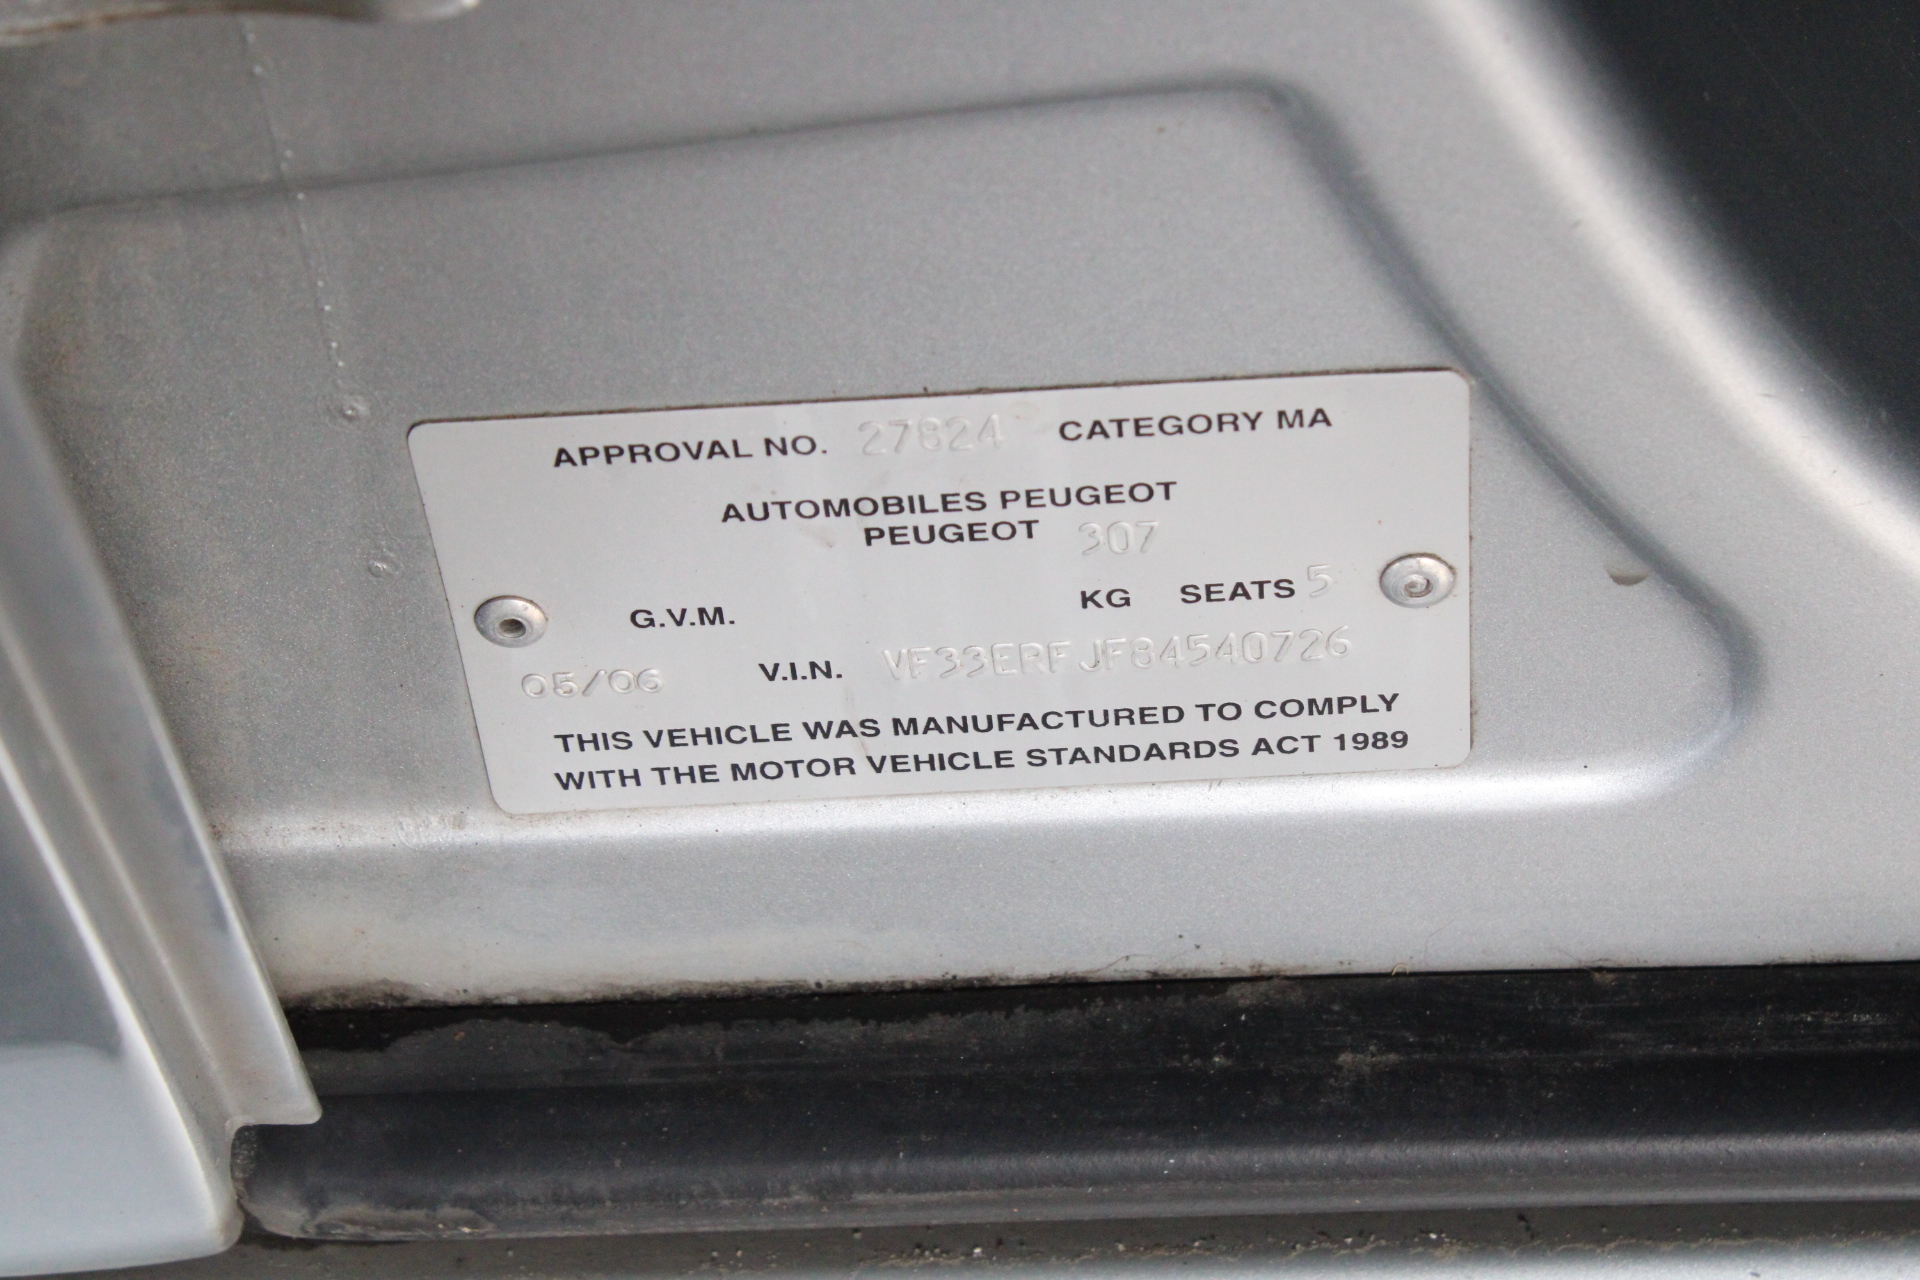 APPROVAL NO. 27824 CATEGORY MA
AUTOMOBILES PEUGEOT
PEUGEOT 307
G.V.M. KG SEATS 5
05/06 V.I.N. VF33ERFJF84540726
THIS VEHICLE WAS MANUFACTURED TO COMPLY
WITH THE MOTOR VEHICLE STANDARDS ACT 1989